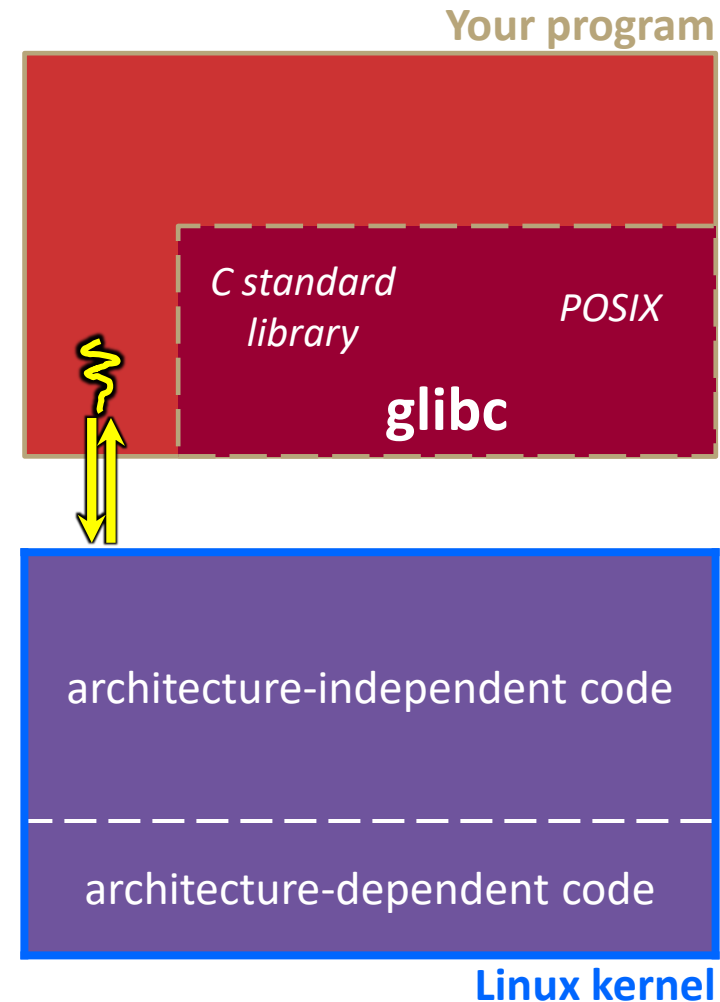 Your program
C standard
library
POSIX
glibc
architecture-independent code
architecture-dependent code
Linux kernel